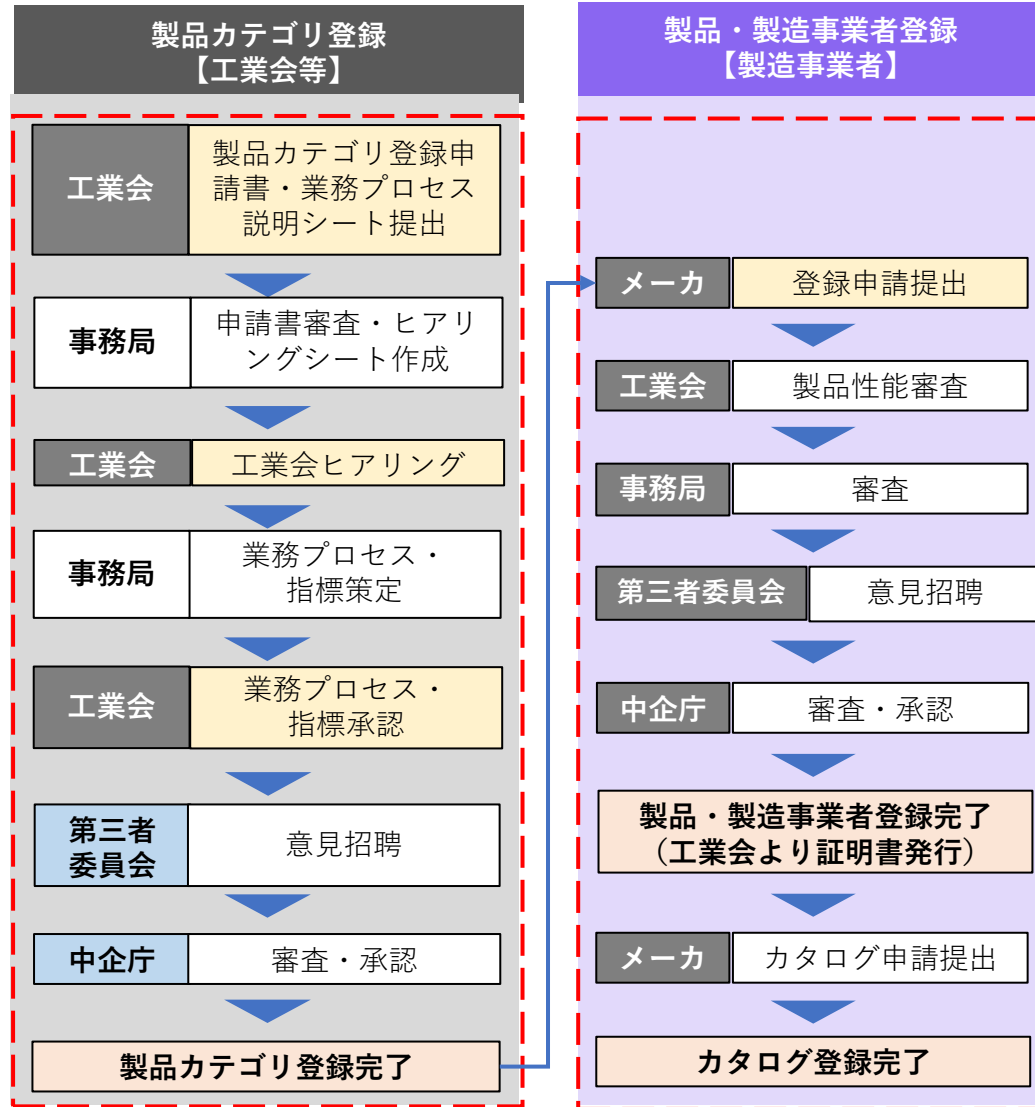 製品カテゴリ登録
【工業会等】
工業会
製品カテゴリ登録申
請書・業務プロセス
説明シート提出
事務局
申請書審査・ヒアリ
ングシート作成
工業会
工業会ヒアリング
事務局
業務プロセス・
指標策定
工業会
業務プロセス・
指標承認
第三者
委員会
意見招聘
中企庁
審査・承認
製品カテゴリ登録完了
製品・製造事業者登録
【製造事業者】
メーカ
登録申請提出
工業会
製品性能審査
事務局
審査
第三者委員会
意見招聘
中企庁
審査・承認
製品・製造事業者登録完了
（工業会より証明書発行）
メーカ
カタログ申請提出
カタログ登録完了